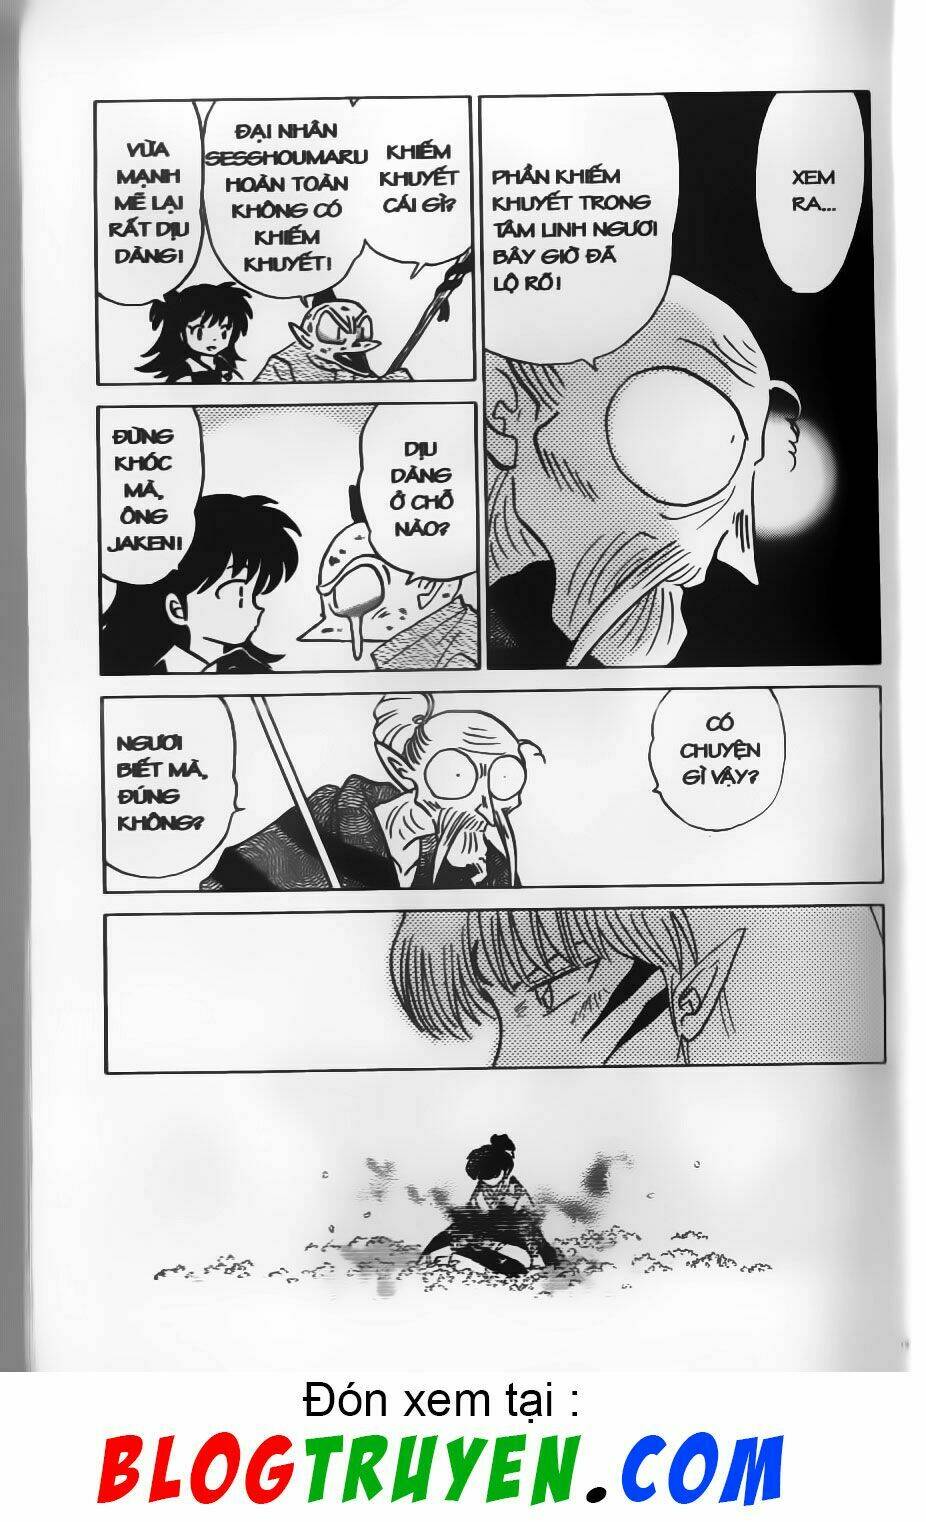 XEM
RA...
PHẦN KHIẾM
KHUYẾT TRONG
TÂM LINH NGƯƠI
BÂY GIỜ ĐÃ
LỘ RÕ!
KHIẾM
KHUYẾT
CÁI GÌ?
ĐẠI NHÂN
SESSHOUMARU
HOÀN TOÀN
KHÔNG CÓ
KHIẾM
KHUYẾT!
VỪA
MẠNH
MẼ LẠI
RẤT DỊU
DÀNG!
DỊU
DÀNG
Ở CHỖ
NÀO?
ĐỪNG
KHÓC
MÀ,
ÔNG
JAKEN!
CÓ
CHUYỆN
GÌ VẬY?
NGƯƠI
BIẾT MÀ,
ĐÚNG
KHÔNG?
Đón xem tại :
BLOGTRUYEN.COM